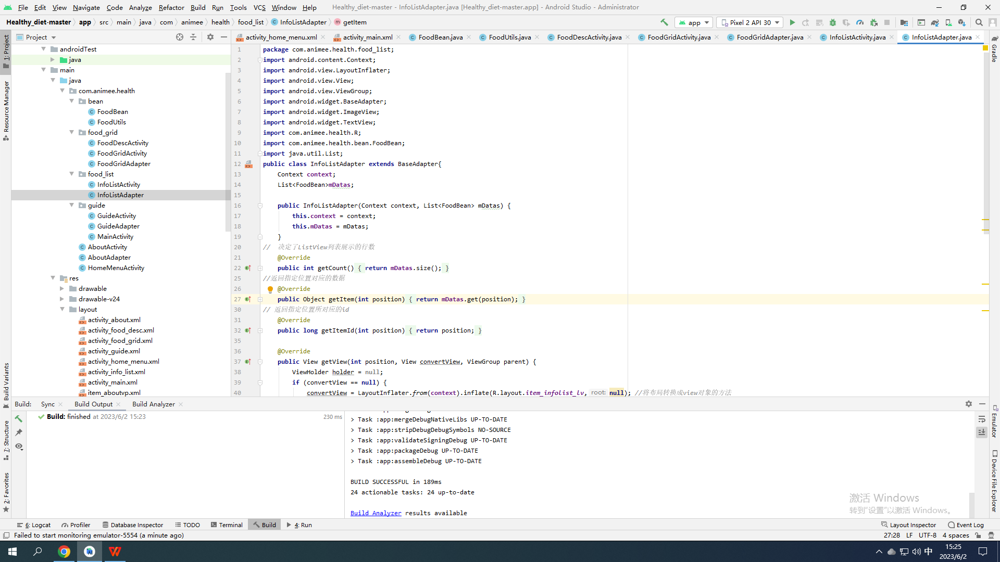 File Edit View Navigate Code Analyze Refactor Build Run Tools VCS Window Help Healthy_diet-master - InfoListAdapter.java [Healthy_diet-master.app] - Android Studio - Administrator
Healthy_diet-master app src main java com animee health food_list InfoListAdapter getItem app Pixel 2 API 30
Project
activity_home_menu.xml activity_main.xml FoodBean.java FoodUtils.java FoodDescActivity.java FoodGridActivity.java FoodGridAdapter.java InfoListActivity.java InfoListAdapter.java
1: Project
Resource Manager
Build Variants
7: Structure
2: Favorites
androidTest
java
main
java
com.animee.health
bean
FoodBean
FoodUtils
food_grid
FoodDescActivity
FoodGridActivity
FoodGridAdapter
food_list
InfoListActivity
InfoListAdapter
guide
GuideActivity
GuideAdapter
MainActivity
AboutActivity
AboutAdapter
HomeMenuActivity
res
drawable
drawable-v24
layout
activity_about.xml
activity_food_desc.xml
activity_food_grid.xml
activity_guide.xml
activity_home_menu.xml
activity_info_list.xml
activity_main.xml
item_aboutvp.xml
1 package com.animee.health.food_list;
2 import android.content.Context;
3 import android.view.LayoutInflater;
4 import android.view.View;
5 import android.view.ViewGroup;
6 import android.widget.BaseAdapter;
7 import android.widget.ImageView;
8 import android.widget.TextView;
9 import com.animee.health.R;
10 import com.animee.health.bean.FoodBean;
11 import java.util.List;
12 public class InfoListAdapter extends BaseAdapter{
13 Context context;
14 List<FoodBean>mDatas;
15
16 public InfoListAdapter(Context context, List<FoodBean> mDatas) {
17 this.context = context;
18 this.mDatas = mDatas;
19 }
20 // 决定了ListView列表展示的行数
21 @Override
22 public int getCount() { return mDatas.size(); }
25 //返回指定位置对应的数据
26 @Override
27 public Object getItem(int position) { return mDatas.get(position); }
30 // 返回指定位置所对应的id
31 @Override
32 public long getItemId(int position) { return position; }
35
36 @Override
37 public View getView(int position, View convertView, ViewGroup parent) {
38 ViewHolder holder = null;
39 if (convertView == null) {
40 convertView = LayoutInflater.from(context).inflate(R.layout.item_infolist_lv, root: null); //将布局转换成view对象的方法
Gradle
Emulator
Device File Explorer
Build: Sync Build Output Build Analyzer
Build: finished at 2023/6/2 15:23 230 ms
> Task :app:mergeDebugNativeLibs UP-TO-DATE
> Task :app:stripDebugDebugSymbols NO-SOURCE
> Task :app:validateSigningDebug UP-TO-DATE
> Task :app:packageDebug UP-TO-DATE
> Task :app:assembleDebug UP-TO-DATE
BUILD SUCCESSFUL in 189ms
24 actionable tasks: 24 up-to-date
Build Analyzer results available
激活 Windows
转到“设置”以激活 Windows。
6: Logcat Profiler Database Inspector TODO Terminal Build 4: Run Layout Inspector Event Log
Failed to start monitoring emulator-5554 (a minute ago) 27:28 LF UTF-8 4 spaces
中 15:25
2023/6/2